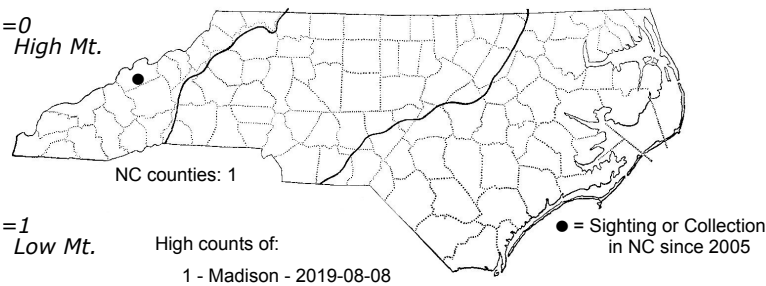 =0
High Mt.
NC counties: 1
=1
Low Mt.
High counts of:
1 - Madison - 2019-08-08
● = Sighting or Collection
in NC since 2005